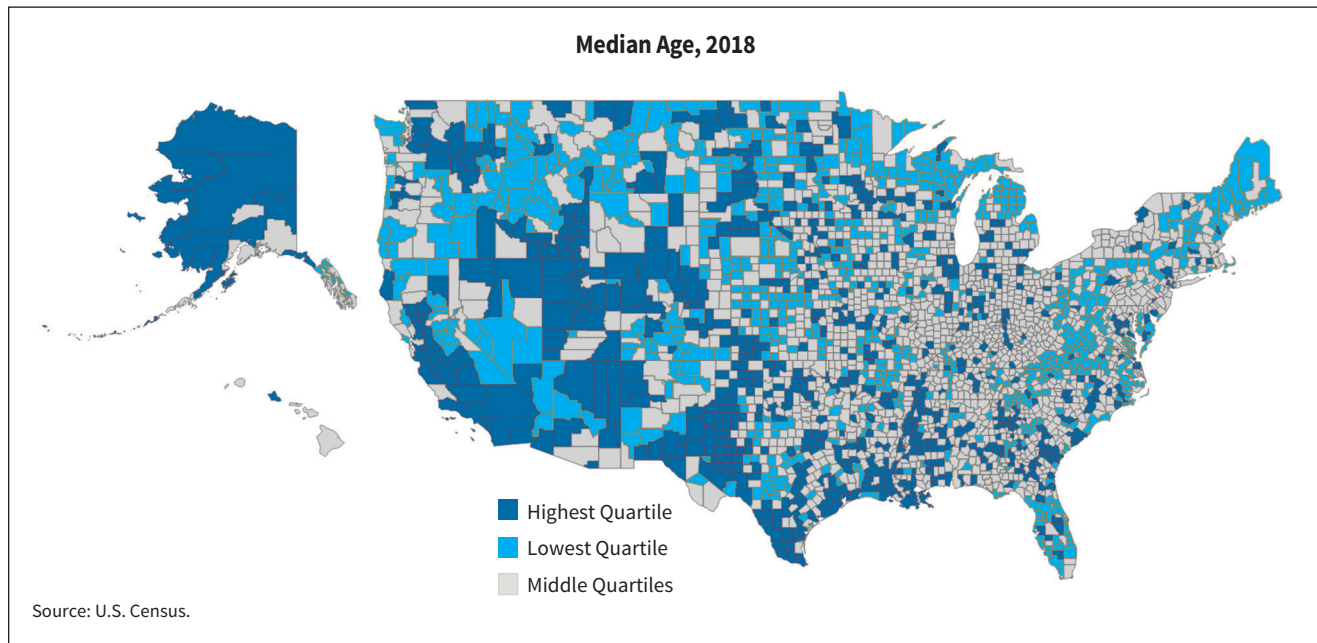 Median Age, 2018
Highest Quartile
Lowest Quartile
Middle Quartiles
Source: U.S. Census.